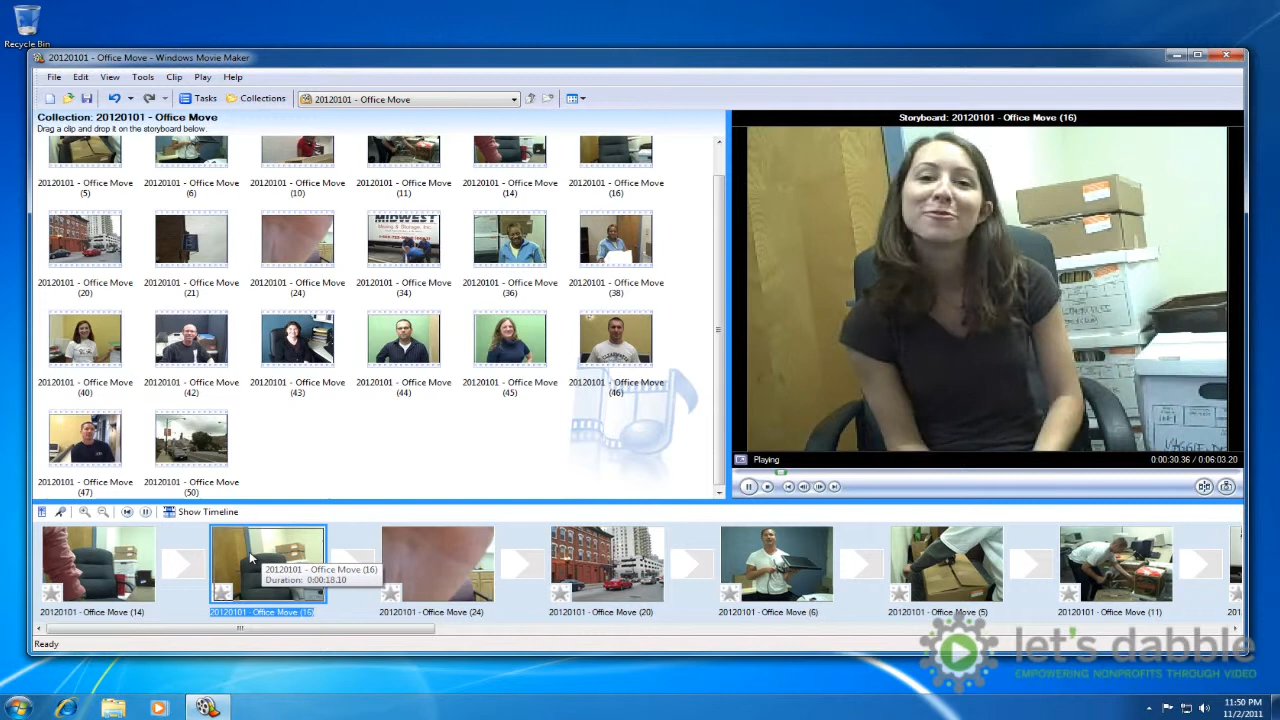 Recycle Bin
20120101 - Office Move - Windows Movie Maker
File Edit View Tools Clip Play Help
Tasks Collections 20120101 - Office Move
Collection: 20120101 - Office Move
Drag a clip and drop it on the storyboard below.
20120101 - Office Move (5)
20120101 - Office Move (6)
20120101 - Office Move (10)
20120101 - Office Move (11)
20120101 - Office Move (14)
20120101 - Office Move (16)
MIDWEST
Moving & Storage, Inc.
20120101 - Office Move (20)
20120101 - Office Move (21)
20120101 - Office Move (24)
20120101 - Office Move (34)
20120101 - Office Move (36)
20120101 - Office Move (38)
20120101 - Office Move (40)
20120101 - Office Move (42)
20120101 - Office Move (43)
20120101 - Office Move (44)
20120101 - Office Move (45)
20120101 - Office Move (46)
20120101 - Office Move (47)
20120101 - Office Move (50)
Storyboard: 20120101 - Office Move (16)
Playing 0:00:30.36 / 0:06:03.20
Show Timeline
20120101 - Office Move (16)
Duration: 0:00:18.10
20120101 - Office Move (14)
20120101 - Office Move (16)
20120101 - Office Move (24)
20120101 - Office Move (20)
20120101 - Office Move (6)
20120101 - Office Move (5)
20120101 - Office Move (11)
201
Ready
let's dabble
EMPOWERING NONPROFITS THROUGH VIDEO
11:50 PM
11/2/2011